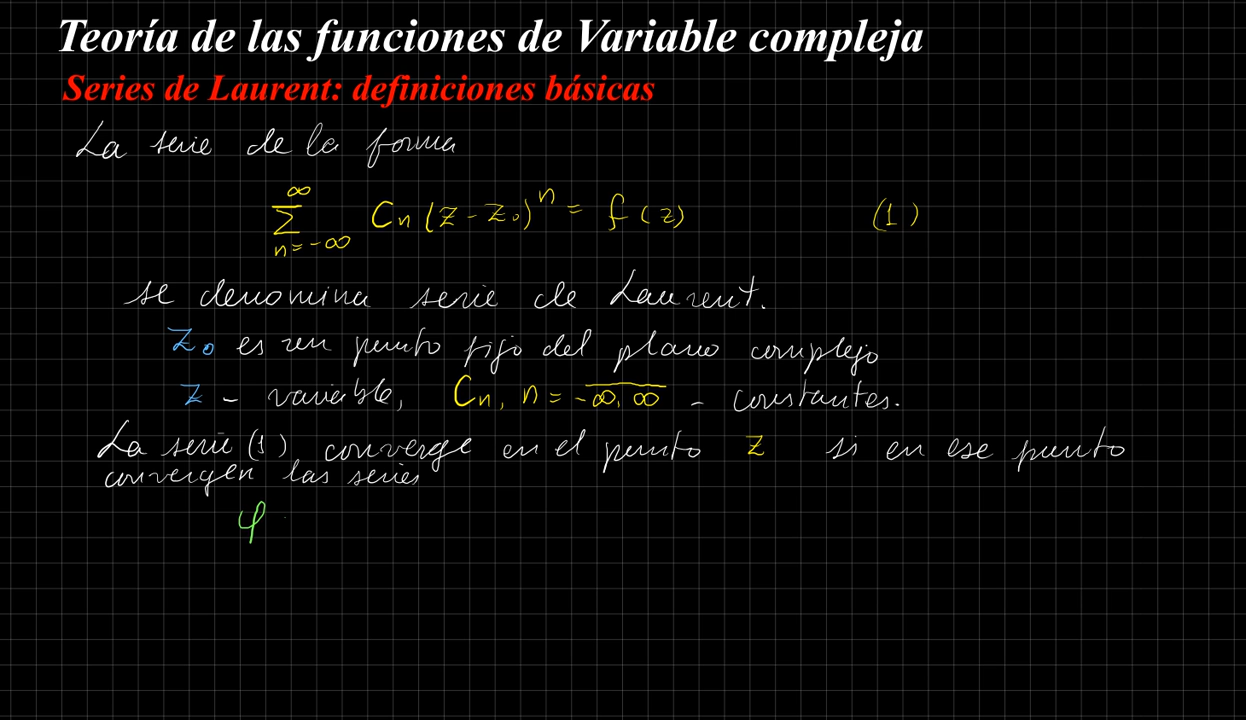 Teoría de las funciones de Variable compleja
Series de Laurent: definiciones básicas
La serie de la forma
∑_{n=-∞}^{∞} Cn (z - z₀)^n = f(z) (1)
se denomina serie de Laurent.
z₀ es un punto fijo del plano complejo
z - variable, Cn, n = \overline{-∞, ∞} - constantes.
La serie (1) converge en el punto z si en ese punto
convergen las series
φ